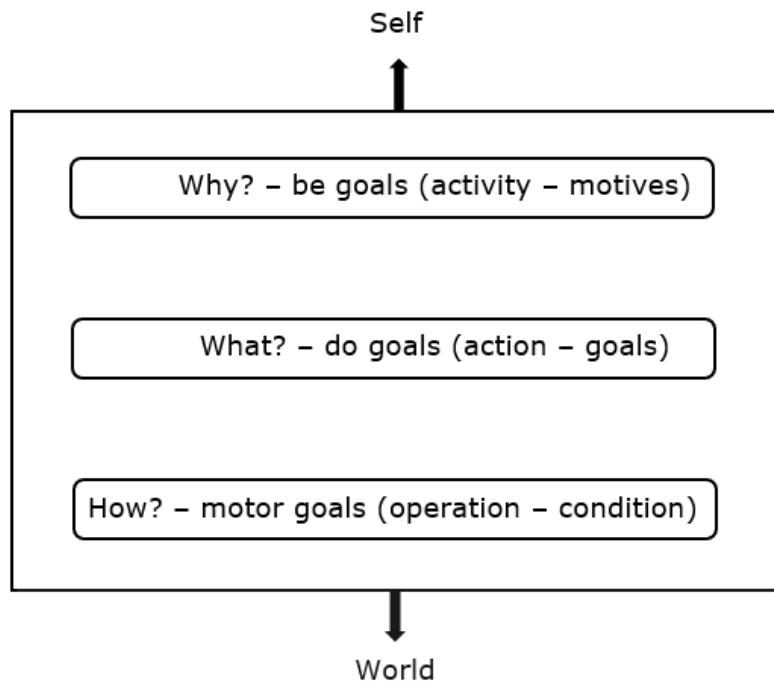 Self
Why? – be goals (activity – motives)
What? – do goals (action – goals)
How? – motor goals (operation – condition)
World